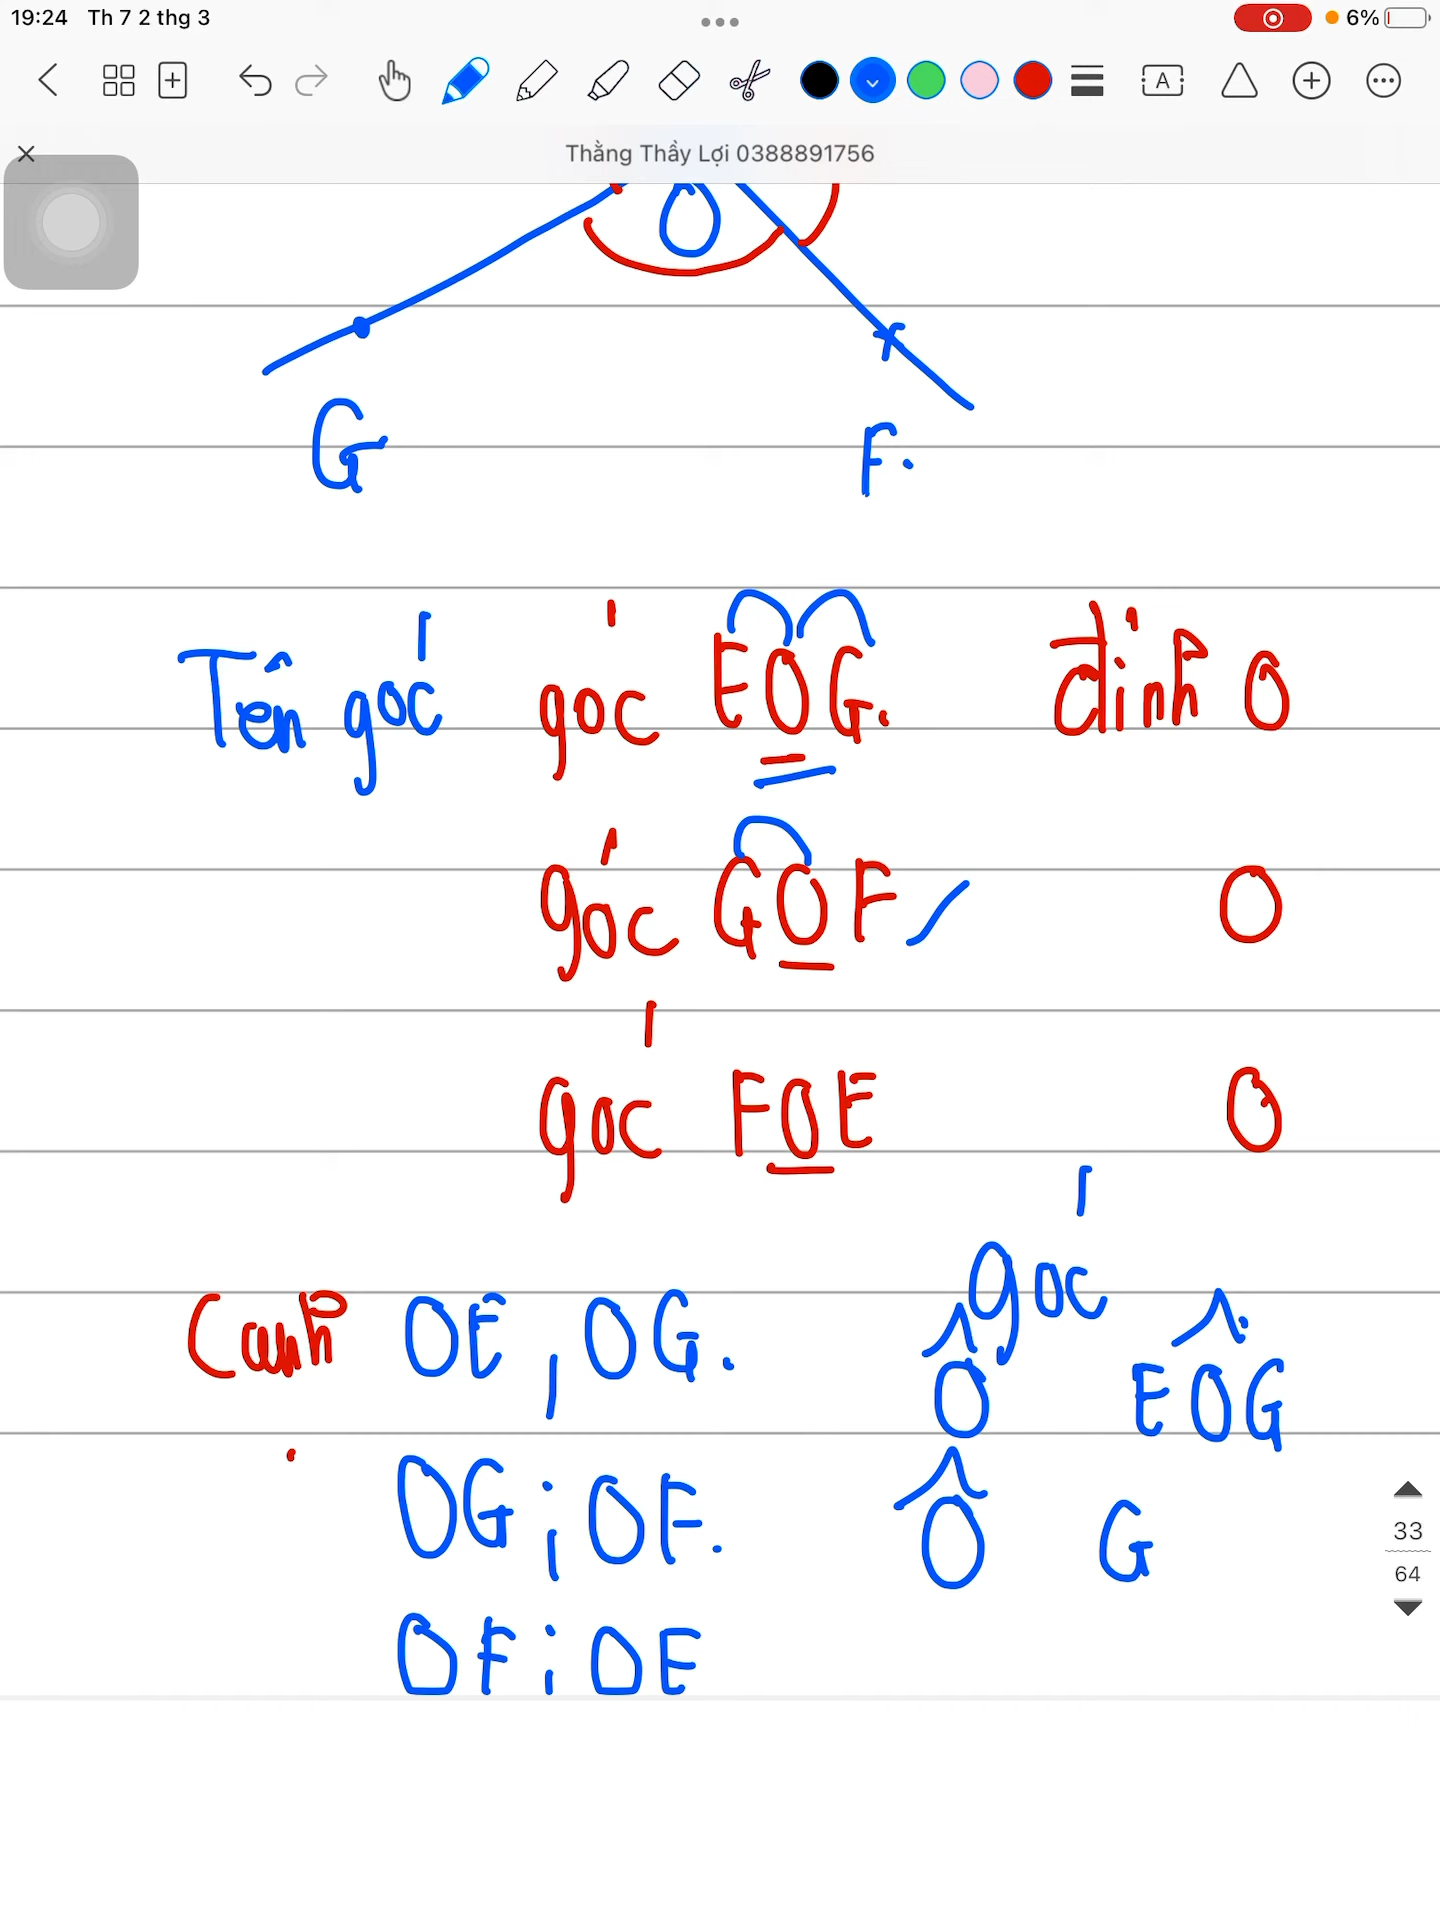 19:24 Th 7 2 thg 3 6%
A
Thằng Thầy Lợi 0388891756
O
G F.
Tên góc góc EOG. đỉnh O
góc GOF O
góc FOE O
góc
Cạnh OE, OG. Ô EOG
OG; OF. Ô G
33
64
OF; OE